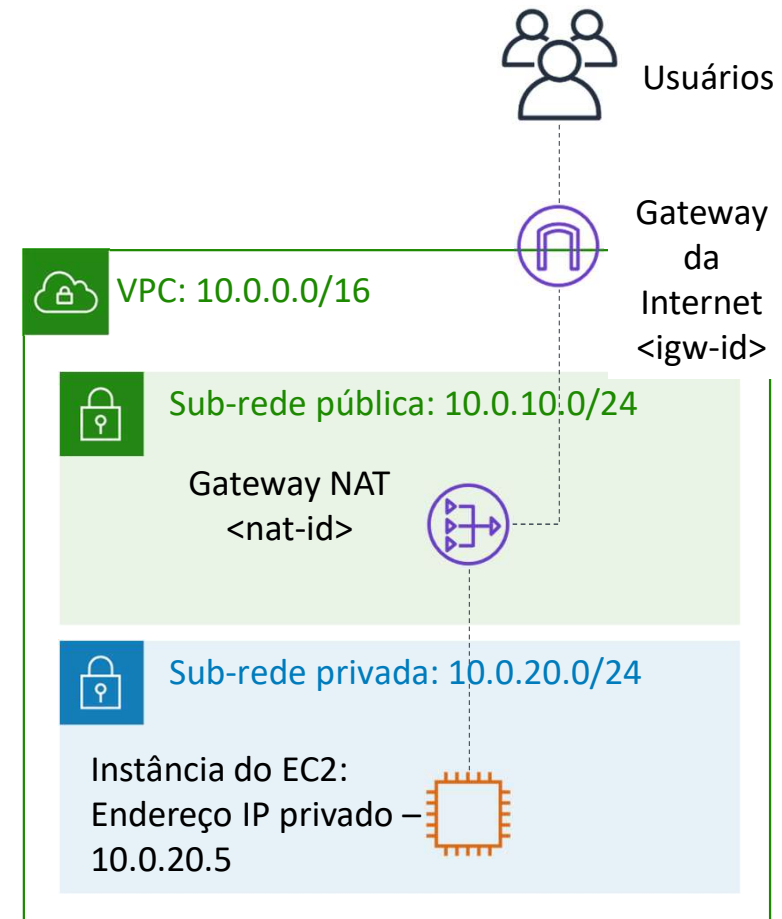 Usuários
Gateway
da
Internet
<igw-id>
VPC: 10.0.0.0/16
Sub-rede pública: 10.0.10.0/24
Gateway NAT
<nat-id>
Sub-rede privada: 10.0.20.0/24
Instância do EC2:
Endereço IP privado –
10.0.20.5